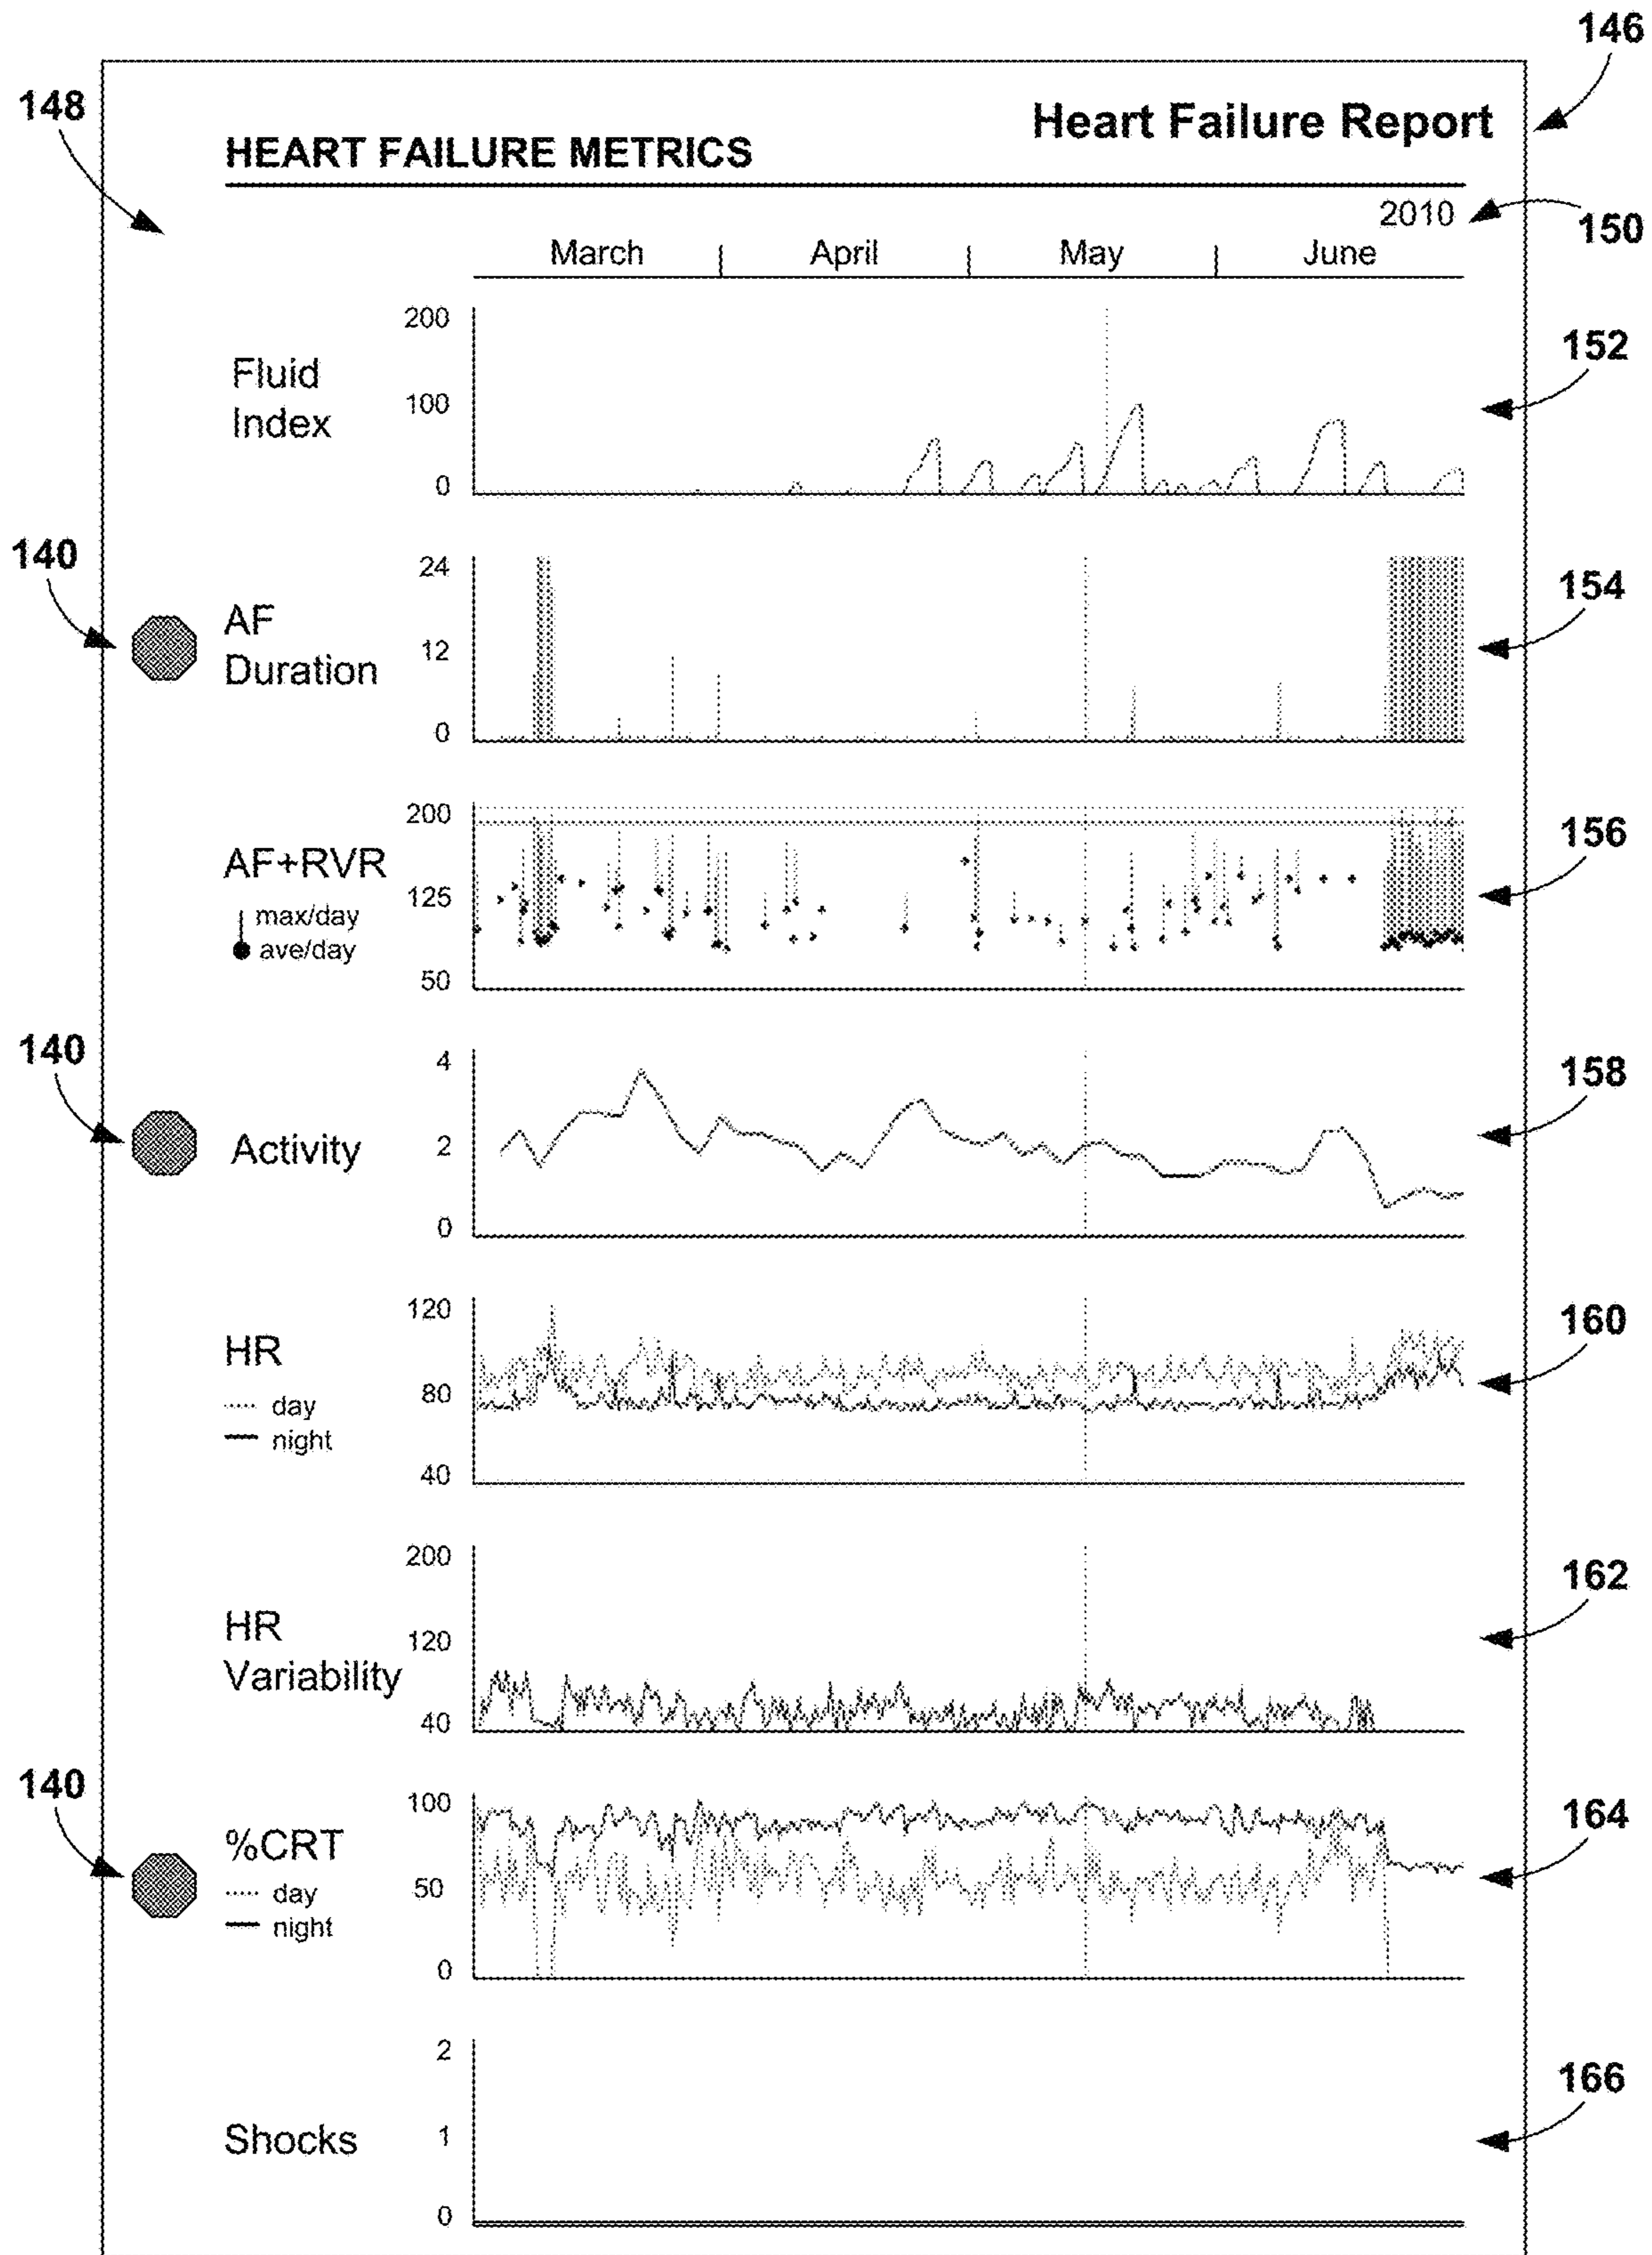 146
148
Heart Failure Report
HEART FAILURE METRICS
2010
150
March | April | May | June
200
Fluid
Index
100
0
152
140
24
AF
Duration
12
0
154
200
AF+RVR
125
max/day
ave/day
50
156
140
4
Activity
2
0
158
120
HR
80
day
night
40
160
200
HR
Variability
120
40
162
140
100
%CRT
50
day
night
0
164
2
Shocks
1
0
166